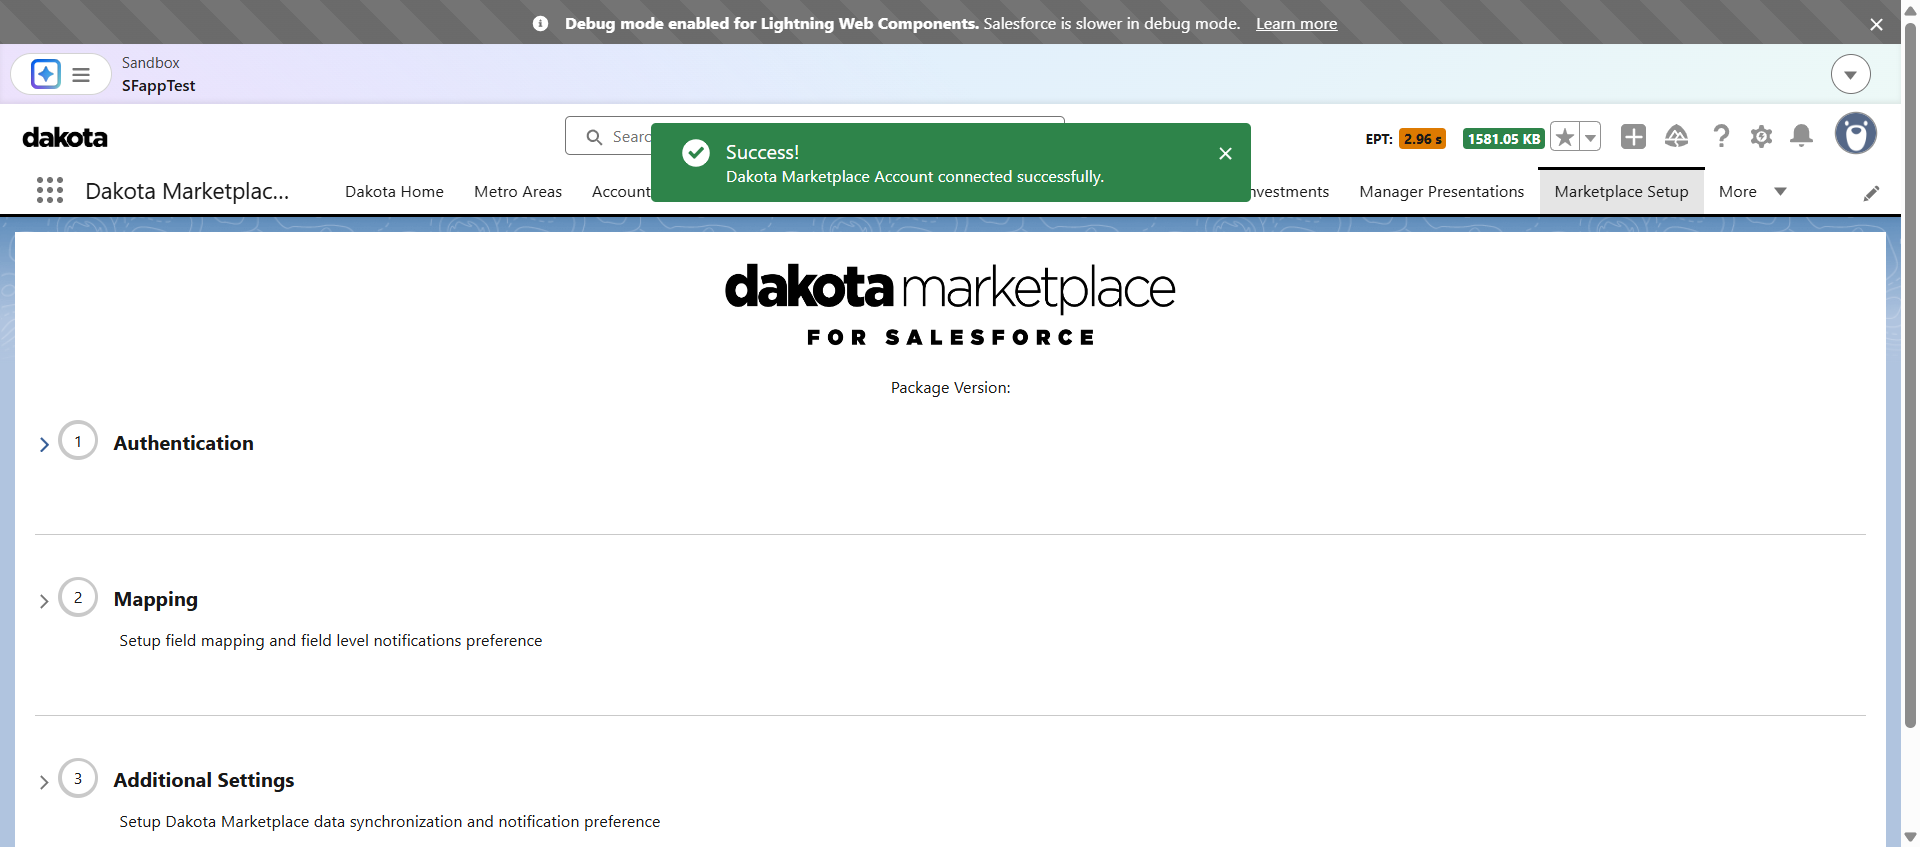 Debug mode enabled for Lightning Web Components. Salesforce is slower in debug mode. Learn more
Sandbox
SFappTest
dakota
Searc
Success!
Dakota Marketplace Account connected successfully.
EPT: 2.96 s 1581.05 KB
Dakota Marketplac... Dakota Home Metro Areas Account nvestments Manager Presentations Marketplace Setup More
dakota marketplace
FOR SALESFORCE
Package Version:
1 Authentication
2 Mapping
Setup field mapping and field level notifications preference
3 Additional Settings
Setup Dakota Marketplace data synchronization and notification preference